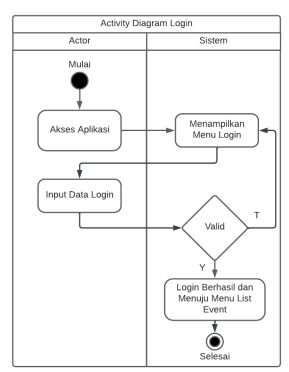 Activity Diagram Login
Actor
Sistem
Mulai
Akses Aplikasi
Menampilkan
Menu Login
Input Data Login
Valid
T
Y
Login Berhasil dan
Menuju Menu List
Event
Selesai